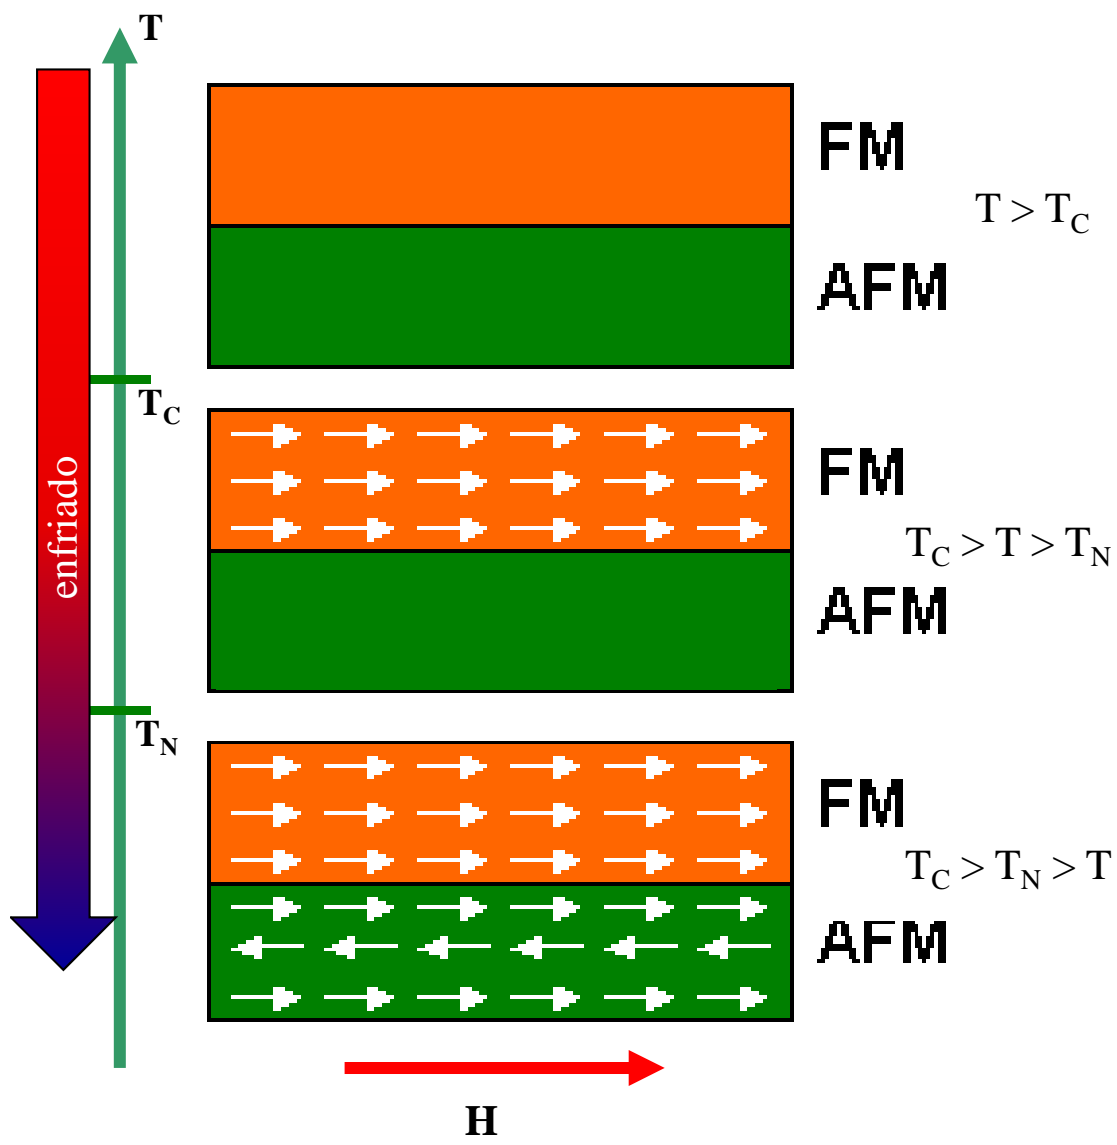 T
FM
T > T_C
AFM
T_C
enfriado
FM
T_C > T > T_N
AFM
T_N
FM
T_C > T_N > T
AFM
H